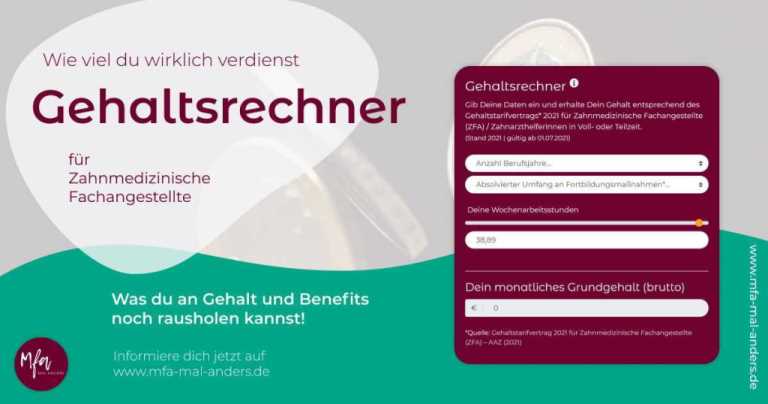 Wie viel du wirklich verdienst
Gehaltsrechner
für
Zahnmedizinische
Fachangestellte
Was du an Gehalt und Benefits
noch rausholen kannst!
Informiere dich jetzt auf
www.mfa-mal-anders.de
Mfa
MAL ANDERS
Gehaltsrechner i
Gib Deine Daten ein und erhalte Dein Gehalt entsprechend des
Gehaltstarifvertrags* 2021 für Zahnmedizinische Fachangestellte
(ZFA) / ZahnarzthelferInnen in Voll- oder Teilzeit.
(Stand 2021 | gültig ab 01.07.2021)
Anzahl Berufsjahre...
Absolvierter Umfang an Fortbildungsmaßnahmen*...
Deine Wochenarbeitsstunden
38,89
Dein monatliches Grundgehalt (brutto)
€ 0
*Quelle: Gehaltstarifvertrag 2021 für Zahnmedizinische Fachangestellte
(ZFA) – AAZ (2021)
www.mfa-mal-anders.de